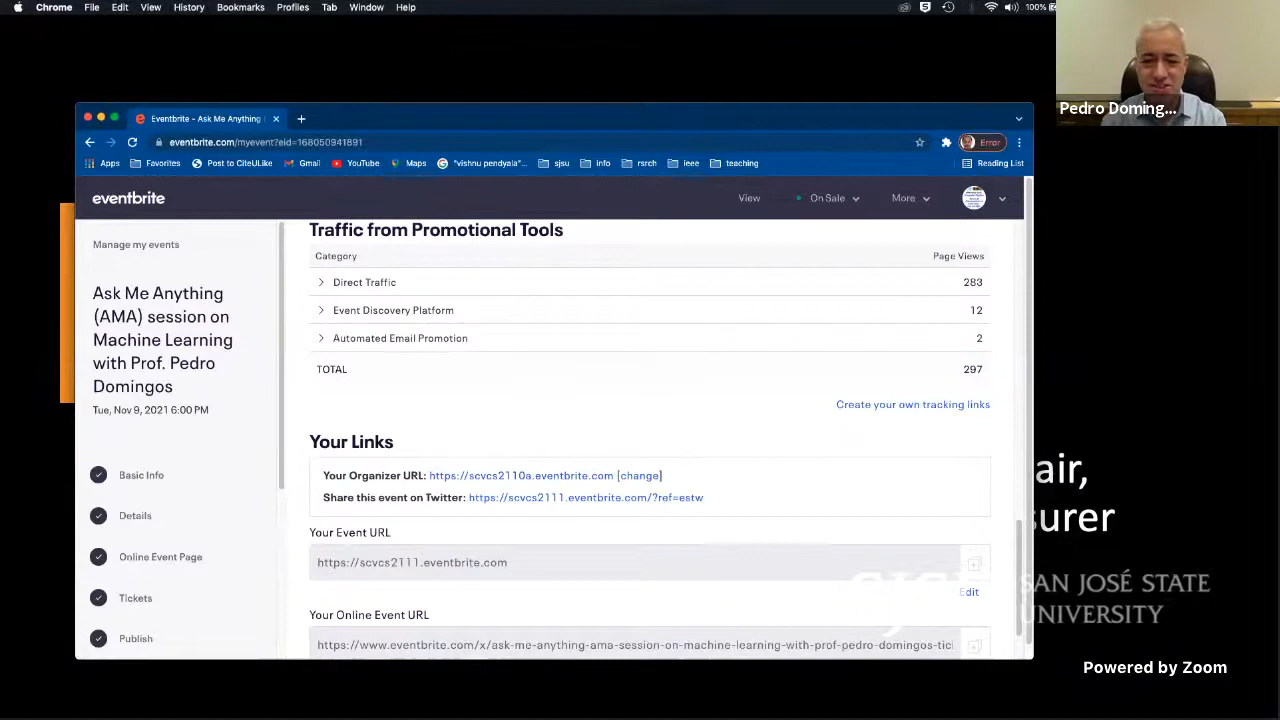 Chrome File Edit View History Bookmarks Profiles Tab Window Help 100%
Pedro Doming...
Eventbrite - Ask Me Anything
eventbrite.com/myevent?eid=168050941891
Error
Apps Favorites Post to CiteULike Gmail YouTube Maps "vishnu pendyala"... sjsu info rsrch ieee teaching Reading List
eventbrite
View On Sale More
Manage my events
Ask Me Anything
(AMA) session on
Machine Learning
with Prof. Pedro
Domingos
Tue, Nov 9, 2021 6:00 PM
Basic Info
Details
Online Event Page
Tickets
Publish
Traffic from Promotional Tools
Category Page Views
Direct Traffic 283
Event Discovery Platform 12
Automated Email Promotion 2
TOTAL 297
Create your own tracking links
Your Links
Your Organizer URL: https://scvcs2110a.eventbrite.com [change]
Share this event on Twitter: https://scvcs2111.eventbrite.com/?ref=estw
Your Event URL
https://scvcs2111.eventbrite.com
Edit
Your Online Event URL
https://www.eventbrite.com/x/ask-me-anything-ama-session-on-machine-learning-with-prof-pedro-domingos-tic
air,
surer
SAN JOSÉ STATE
UNIVERSITY
Powered by Zoom